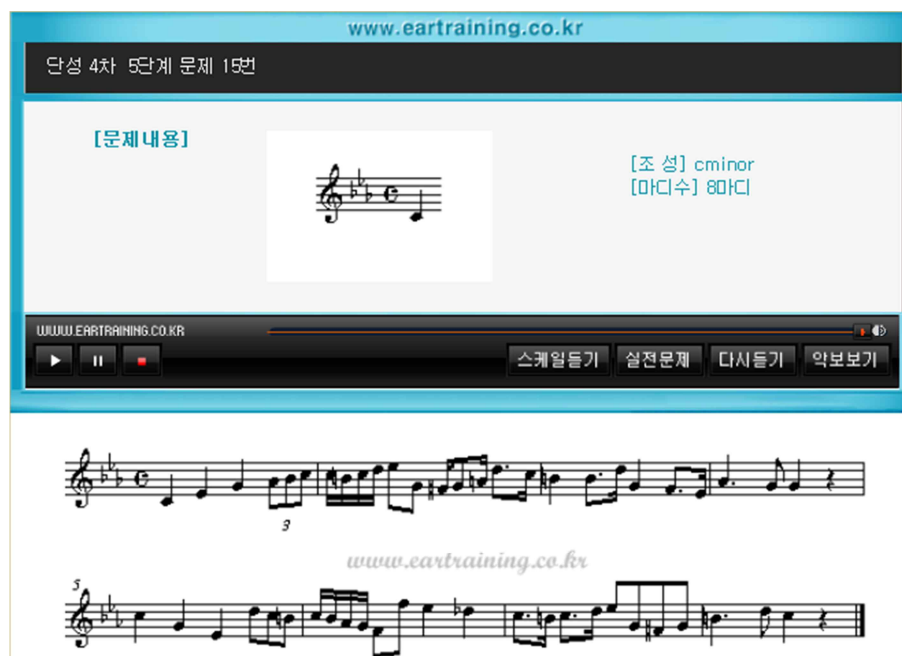 www.eartraining.co.kr
단성 4차 5단계 문제 15번
[문제내용]
[조 성] cminor
[마디수] 8마디
WWW.EARTRAINING.CO.KR
스케일듣기 실전문제 다시듣기 악보보기
3
www.eartraining.co.kr
5